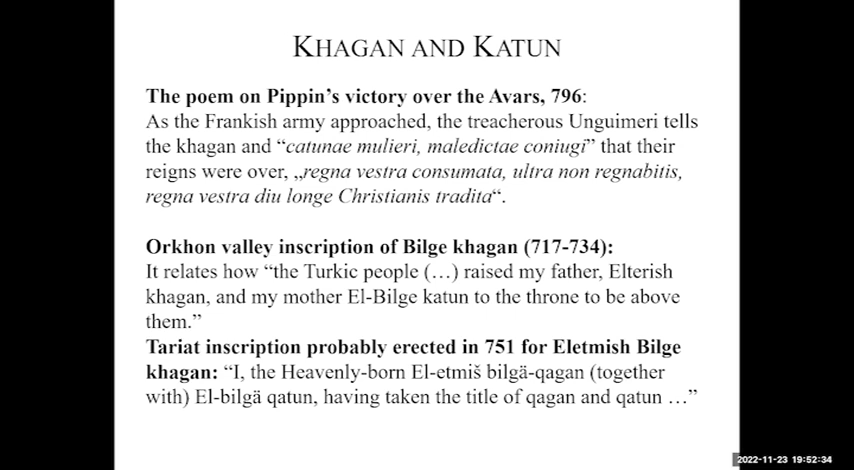 KHAGAN AND KATUN
The poem on Pippin’s victory over the Avars, 796:
As the Frankish army approached, the treacherous Unguimeri tells
the khagan and “catunae mulieri, maledictae coniugi” that their
reigns were over, „regna vestra consumata, ultra non regnabitis,
regna vestra diu longe Christianis tradita“.
Orkhon valley inscription of Bilge khagan (717-734):
It relates how “the Turkic people (…) raised my father, Elterish
khagan, and my mother El-Bilge katun to the throne to be above
them.”
Tariat inscription probably erected in 751 for Eletmish Bilge
khagan: “I, the Heavenly-born El-etmiš bilgä-qagan (together
with) El-bilgä qatun, having taken the title of qagan and qatun …”
2022-11-23 19:52:34